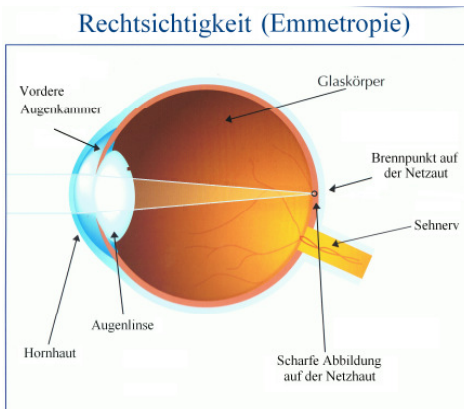 Rechtsichtigkeit (Emmetropie)
Glaskörper
Vordere
Augenkammer
Brennpunkt auf
der Netzaut
Sehnerv
Augenlinse
Hornhaut
Scharfe Abbildung
auf der Netzhaut